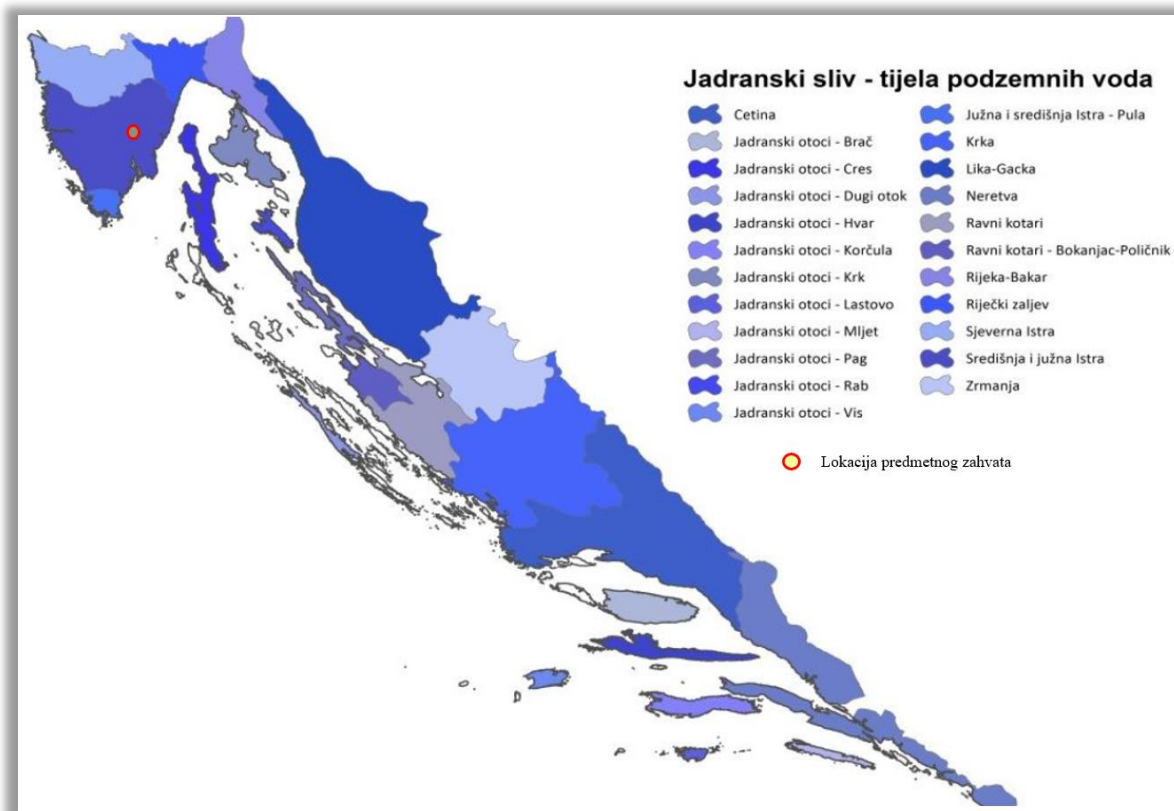 Jadranski sliv - tijela podzemnih voda
Cetina
Jadranski otoci - Brač
Jadranski otoci - Cres
Jadranski otoci - Dugi otok
Jadranski otoci - Hvar
Jadranski otoci - Korčula
Jadranski otoci - Krk
Jadranski otoci - Lastovo
Jadranski otoci - Mljet
Jadranski otoci - Pag
Jadranski otoci - Rab
Jadranski otoci - Vis
Južna i središnja Istra - Pula
Krka
Lika-Gacka
Neretva
Ravni kotari
Ravni kotari - Bokanjac-Poličnik
Rijeka-Bakar
Riječki zaljev
Sjeverna Istra
Središnja i južna Istra
Zrmanja
Lokacija predmetnog zahvata